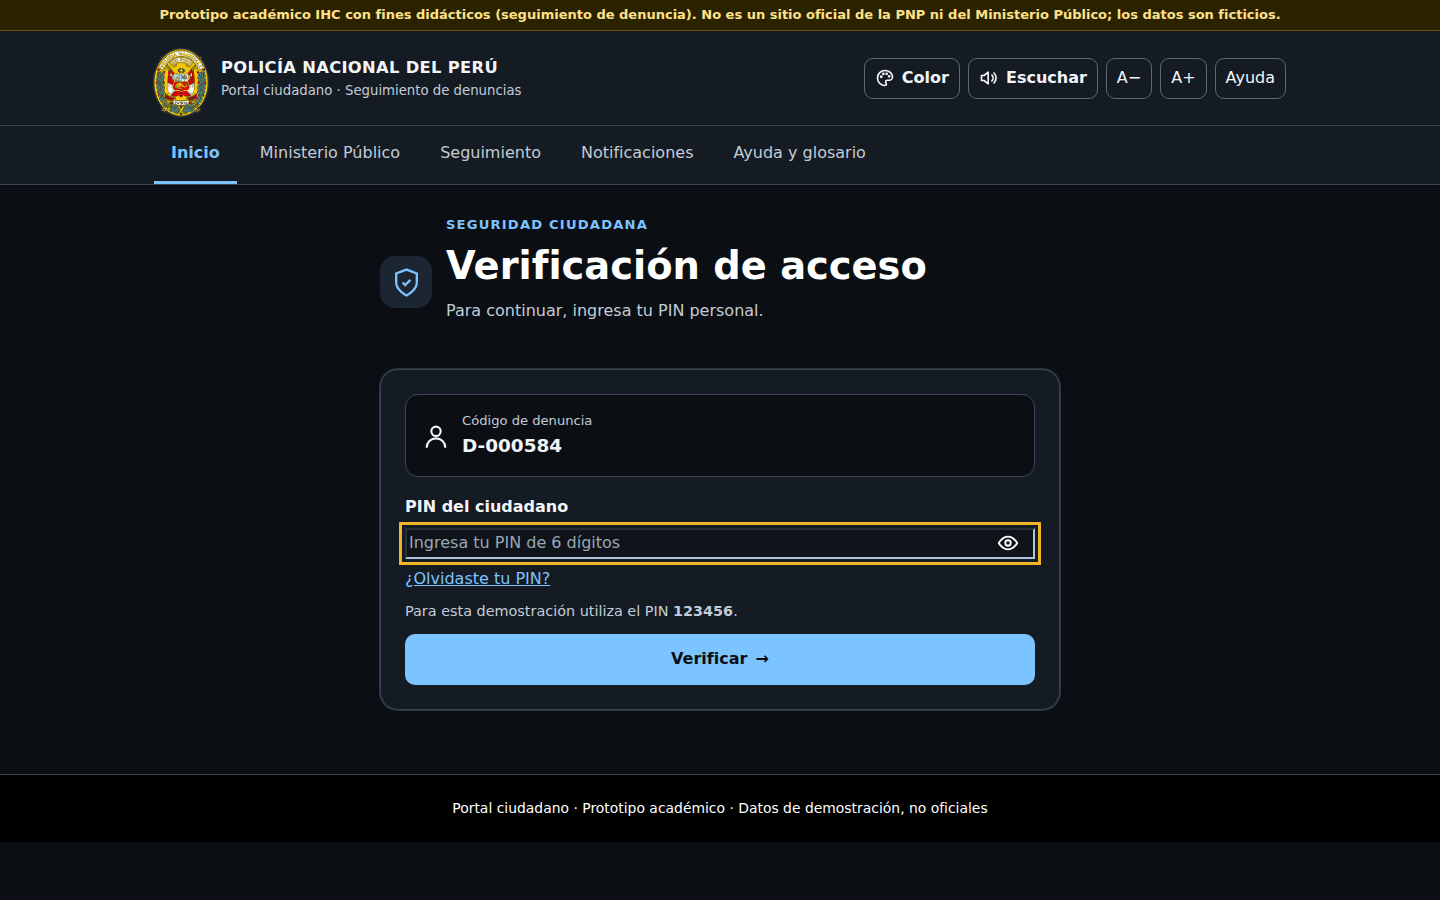 Prototipo académico IHC con fines didácticos (seguimiento de denuncia). No es un sitio oficial de la PNP ni del Ministerio Público; los datos son ficticios.
POLICÍA NACIONAL DEL PERÚ
Portal ciudadano · Seguimiento de denuncias
Color
Escuchar
A−
A+
Ayuda
Inicio
Ministerio Público
Seguimiento
Notificaciones
Ayuda y glosario
SEGURIDAD CIUDADANA
Verificación de acceso
Para continuar, ingresa tu PIN personal.
Código de denuncia
D-000584
PIN del ciudadano
Ingresa tu PIN de 6 dígitos
¿Olvidaste tu PIN?
Para esta demostración utiliza el PIN 123456.
Verificar →
Portal ciudadano · Prototipo académico · Datos de demostración, no oficiales